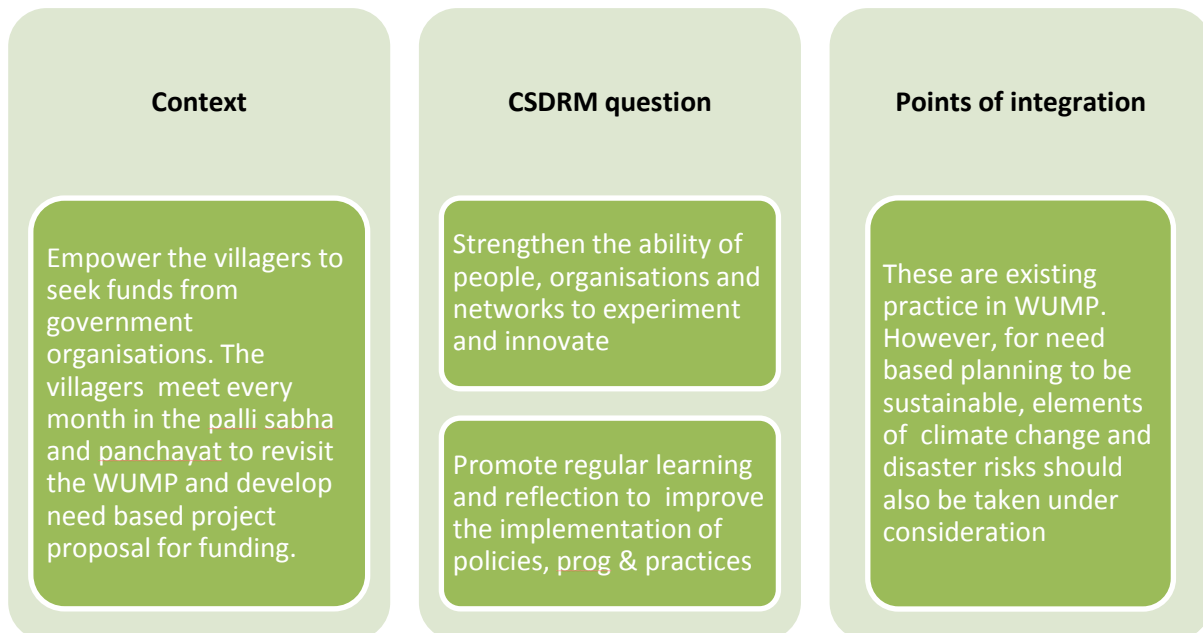 Context
Empower the villagers to
seek funds from
government
organisations. The
villagers  meet every
month in the palli sabha
and panchayat to revisit
the WUMP and develop
need based project
proposal for funding.
CSDRM question
Strengthen the ability of
people, organisations and
networks to experiment
and innovate
Promote regular learning
and reflection to  improve
the implementation of
policies, prog & practices
Points of integration
These are existing
practice in WUMP.
However, for need
based planning to be
sustainable, elements
of  climate change and
disaster risks should
also be taken under
consideration